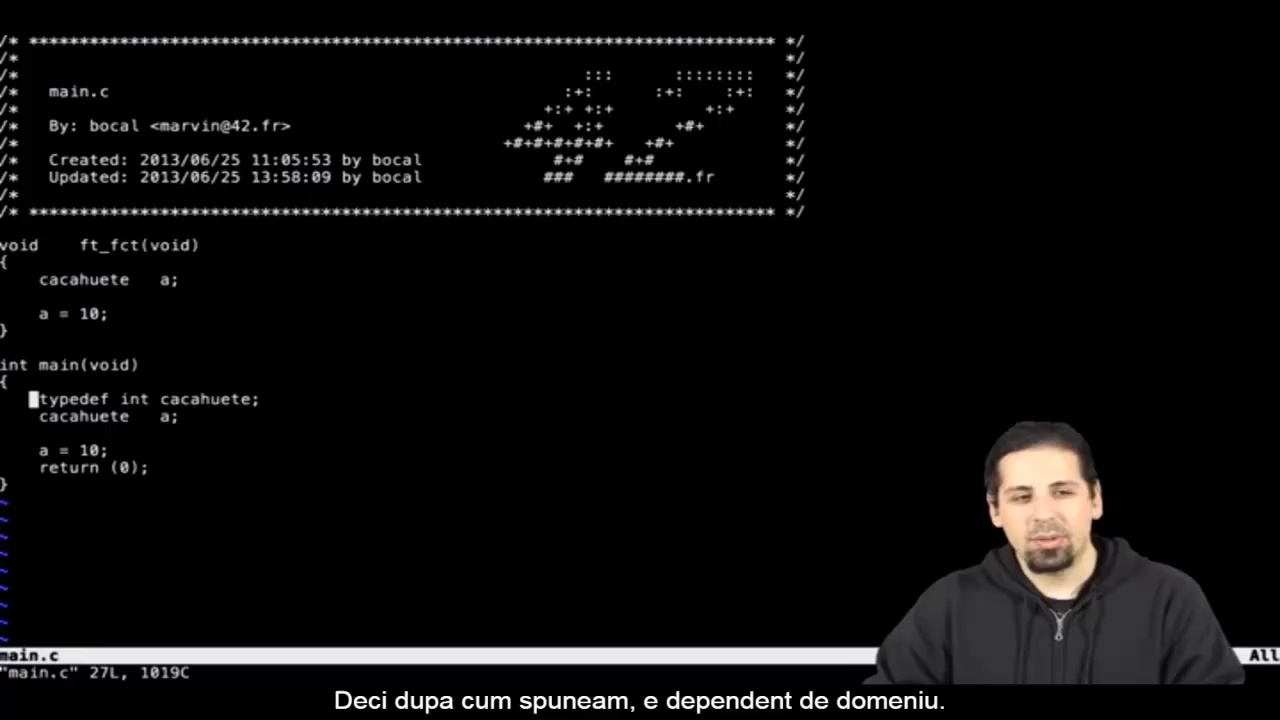 /* ************************************************************************** */
/*                                                                            */
/*                                                        :::      ::::::::   */
/*   main.c                                             :+:      :+:    :+:   */
/*                                                    +:+ +:+         +:+     */
/*   By: bocal <marvin@42.fr>                       +#+  +:+       +#+        */
/*                                                +#+#+#+#+#+   +#+           */
/*   Created: 2013/06/25 11:05:53 by bocal             #+#    #+#             */
/*   Updated: 2013/06/25 13:58:09 by bocal            ###   ########.fr       */
/*                                                                            */
/* ************************************************************************** */
void    ft_fct(void)
{
    cacahuete   a;
    a = 10;
}
int main(void)
{
    typedef int cacahuete;
    cacahuete   a;
    a = 10;
    return (0);
}
~
~
~
~
~
~
~
~
~
main.c All
"main.c" 27L, 1019C
Deci dupa cum spuneam, e dependent de domeniu.